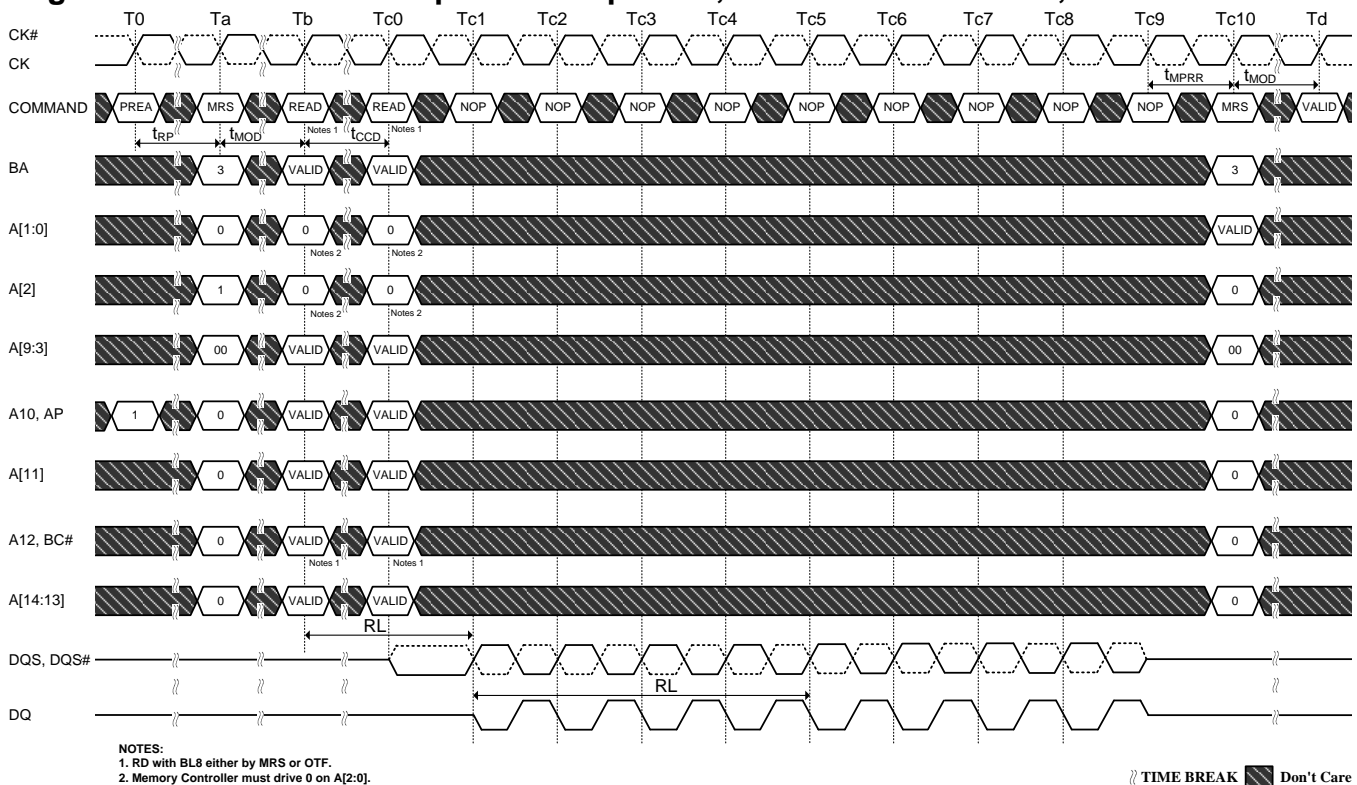 T0 Ta Tb Tc0 Tc1 Tc2 Tc3 Tc4 Tc5 Tc6 Tc7 Tc8 Tc9 Tc10 Td
CK#
CK
tMPRR tMOD
COMMAND PREA MRS READ READ NOP NOP NOP NOP NOP NOP NOP NOP NOP MRS VALID
Notes 1 Notes 1
tRP tMOD tCCD
BA 3 VALID VALID 3
A[1:0] 0 0 0 VALID
Notes 2 Notes 2
A[2] 1 0 0 0
Notes 2 Notes 2
A[9:3] 00 VALID VALID 00
A10, AP 1 0 VALID VALID 0
A[11] 0 VALID VALID 0
A12, BC# 0 VALID VALID 0
Notes 1 Notes 1
A[14:13] 0 VALID VALID 0
RL
DQS, DQS#
RL
DQ
NOTES:
1. RD with BL8 either by MRS or OTF.
2. Memory Controller must drive 0 on A[2:0].
TIME BREAK Don't Care